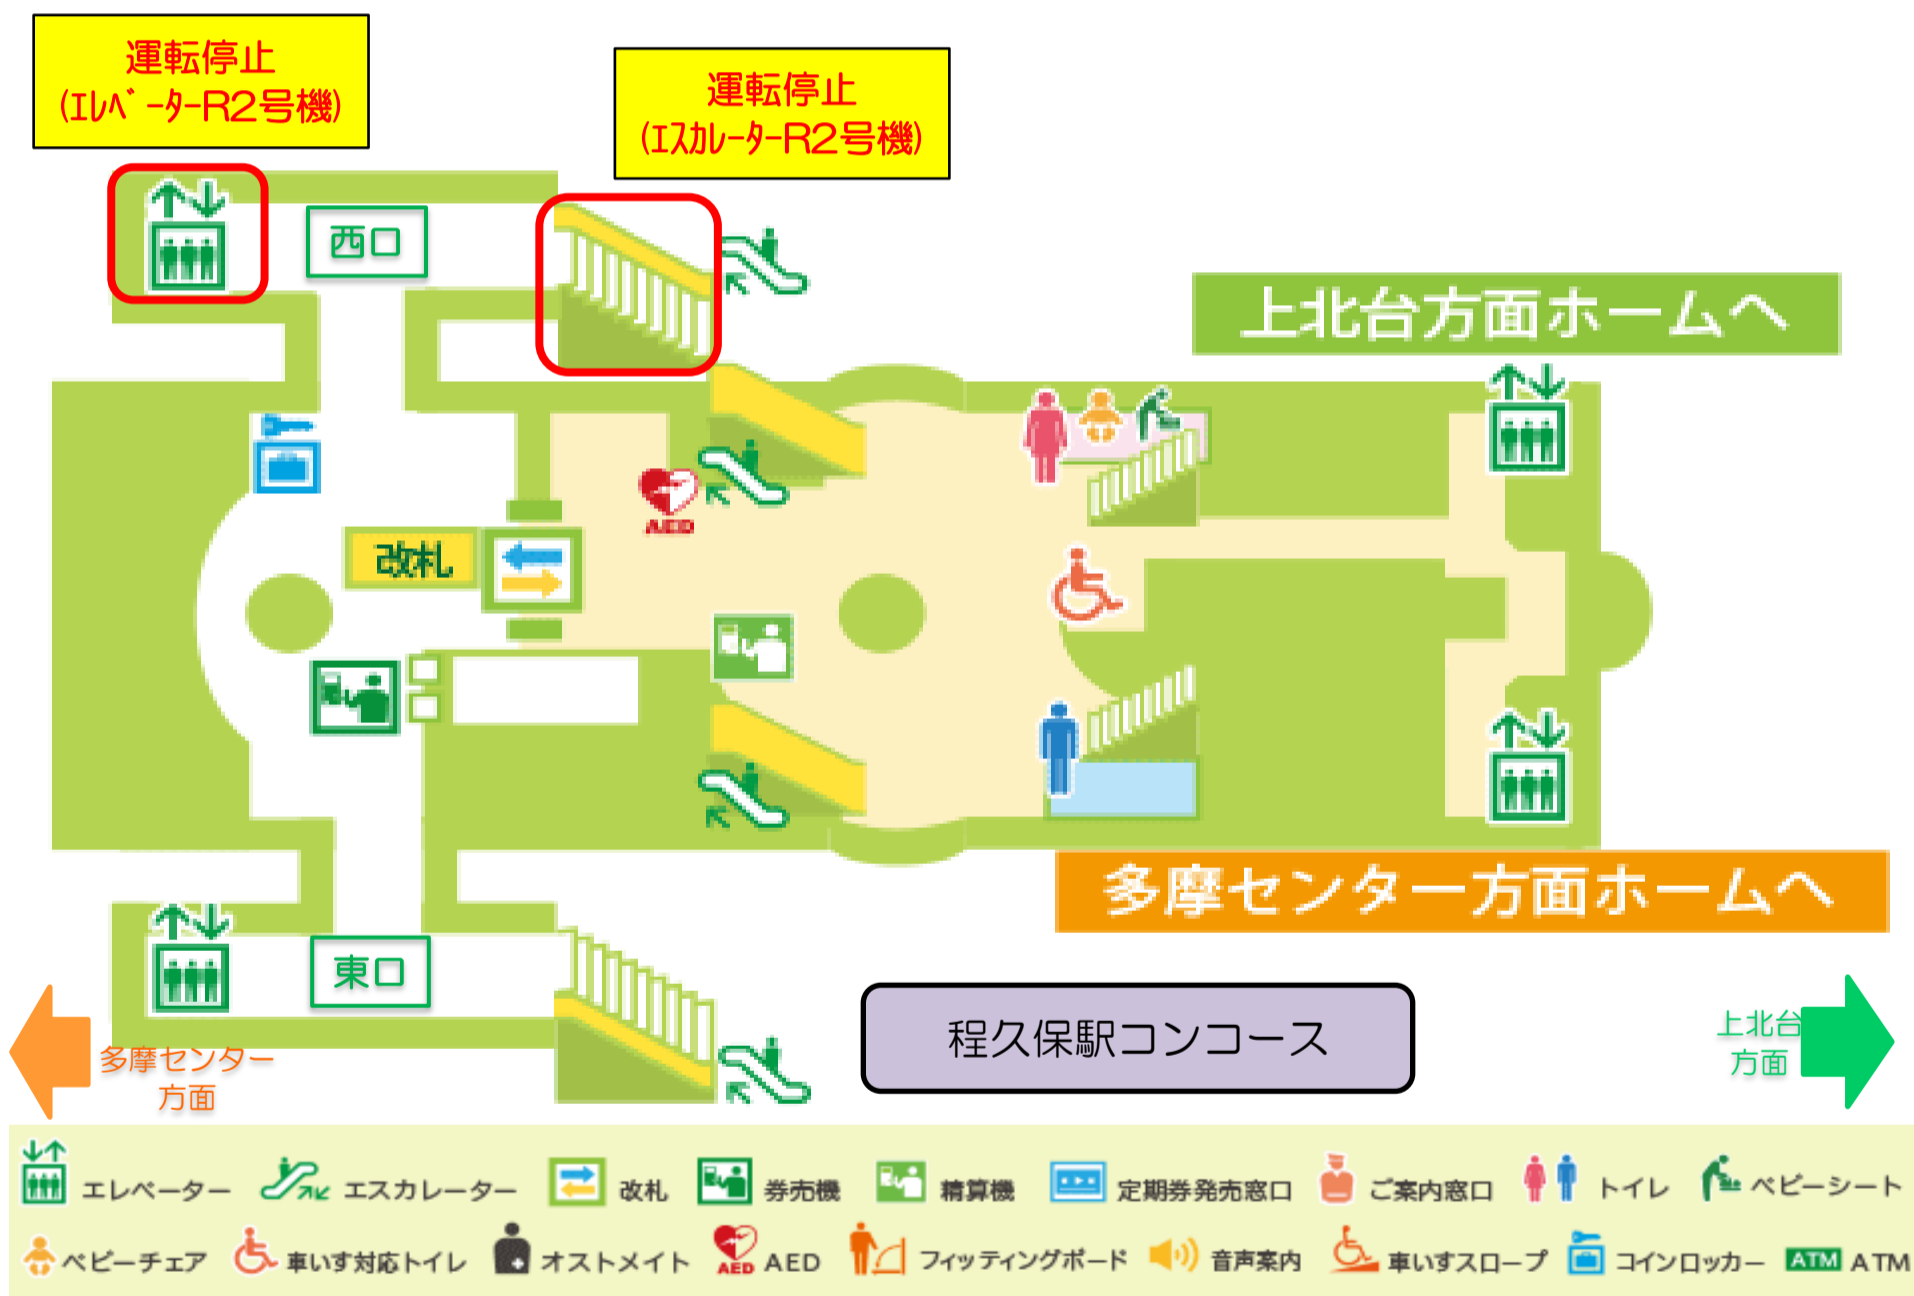 運転停止
(ｴﾚﾍﾞｰﾀｰR2号機)
運転停止
(ｴｽｶﾚｰﾀｰR2号機)
西口
上北台方面ホームへ
AED
改札
多摩センター方面ホームへ
東口
程久保駅コンコース
多摩センター
方面
上北台
方面
エレベーター エスカレーター 改札 券売機 精算機 定期券発売窓口 ご案内窓口 トイレ ベビーシート
ベビーチェア 車いす対応トイレ オストメイト AED AED フィッティングボード 音声案内 車いすスロープ コインロッカー ATM ATM